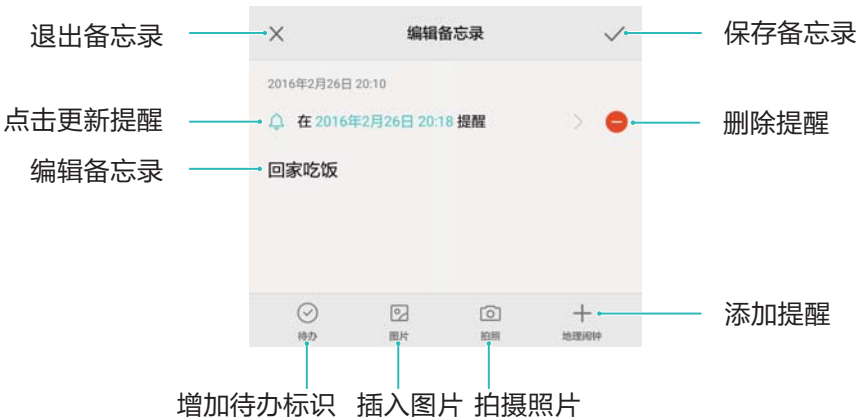 退出备忘录
编辑备忘录
保存备忘录
2016年2月26日 20:10
点击更新提醒
在 2016年2月26日 20:18 提醒
删除提醒
编辑备忘录
回家吃饭
添加提醒
待办
图片
拍照
地理闹钟
增加待办标识
插入图片
拍摄照片